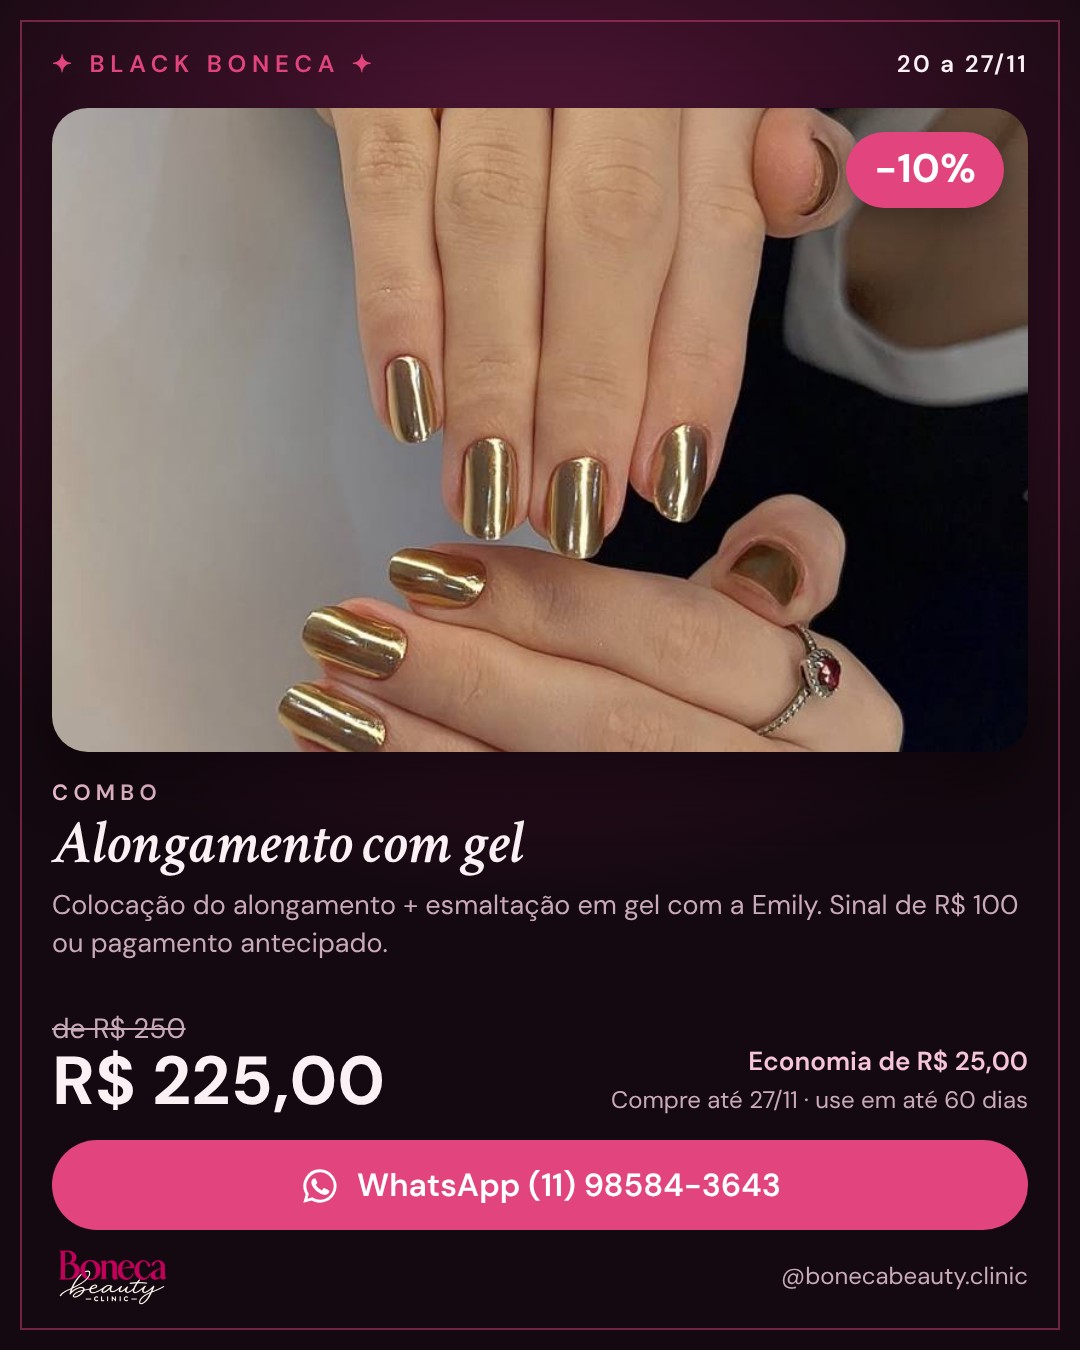 ✦ BLACK BONECA ✦
20 a 27/11
-10%
COMBO
Alongamento com gel
Colocação do alongamento + esmaltação em gel com a Emily. Sinal de R$ 100
ou pagamento antecipado.
de R$ 250
R$ 225,00
Economia de R$ 25,00
Compre até 27/11 · use em até 60 dias
WhatsApp (11) 98584-3643
Boneca
beauty
CLINIC
@bonecabeauty.clinic